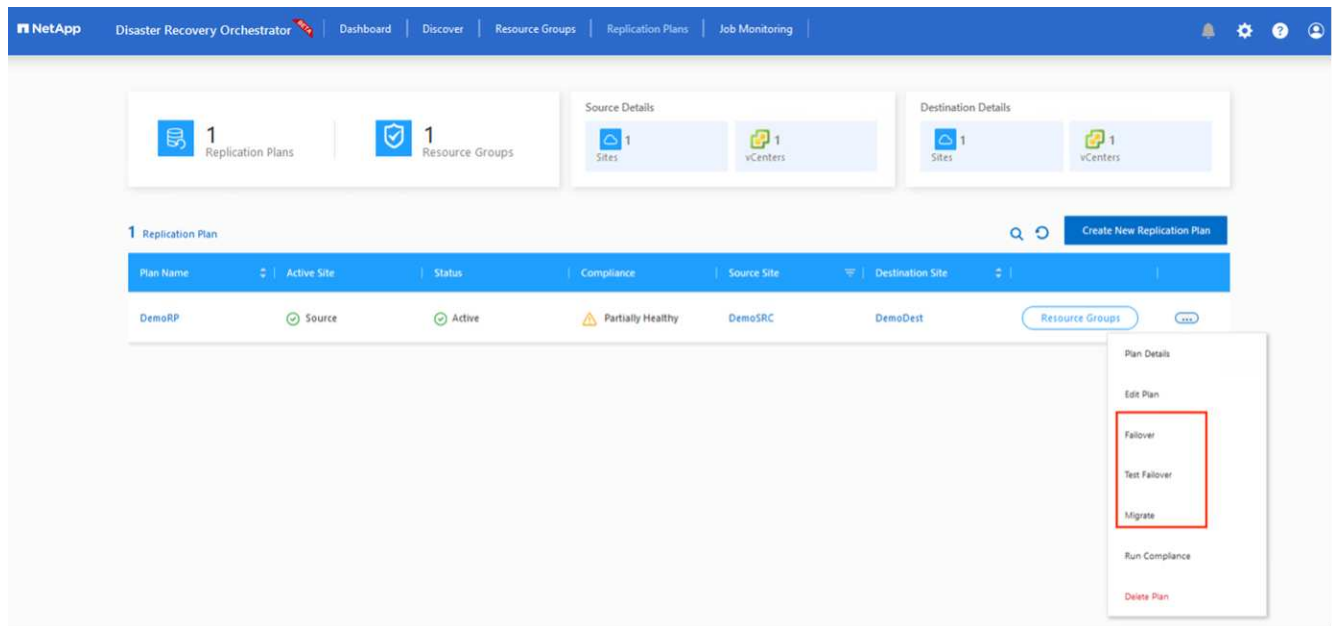 NetApp Disaster Recovery Orchestrator Dashboard Discover Resource Groups Replication Plans Job Monitoring
Source Details
Destination Details
1
Replication Plans
1
Resource Groups
1
Sites
1
vCenters
1
Sites
1
vCenters
1 Replication Plan
Create New Replication Plan
Plan Name Active Site Status Compliance Source Site Destination Site
DemoRP Source Active Partially Healthy DemoSRC DemoDest Resource Groups ...
Plan Details
Edit Plan
Failover
Test Failover
Migrate
Run Compliance
Delete Plan